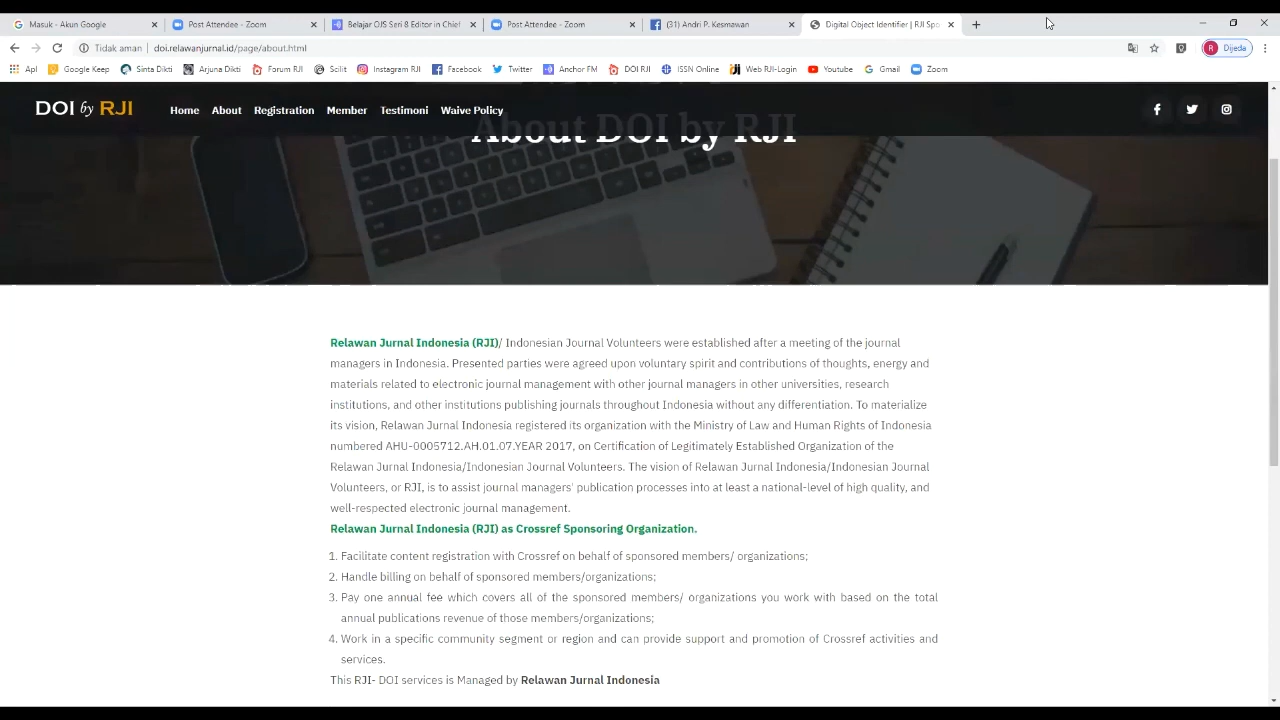 Masuk - Akun Google
Post Attendee - Zoom
Belajar OJS Seri 8 Editor in Chief
Post Attendee - Zoom
(31) Andri P. Kesmawan
Digital Object Identifier | RJI Spo
Tidak aman
doi.relawanjurnal.id/page/about.html
R
Dijeda
Apl
Google Keep
Sinta Dikti
Arjuna Dikti
Forum RJI
Scilit
Instagram RJI
Facebook
Twitter
Anchor FM
DOI RJI
ISSN Online
Web RJI-Login
Youtube
Gmail
Zoom
DOI by RJI
Home
About
Registration
Member
Testimoni
Waive Policy
About DOI by RJI
Relawan Jurnal Indonesia (RJI)/ Indonesian Journal Volunteers were established after a meeting of the journal
managers in Indonesia. Presented parties were agreed upon voluntary spirit and contributions of thoughts, energy and
materials related to electronic journal management with other journal managers in other universities, research
institutions, and other institutions publishing journals throughout Indonesia without any differentiation. To materialize
its vision, Relawan Jurnal Indonesia registered its organization with the Ministry of Law and Human Rights of Indonesia
numbered AHU-0005712.AH.01.07.YEAR 2017, on Certification of Legitimately Established Organization of the
Relawan Jurnal Indonesia/Indonesian Journal Volunteers. The vision of Relawan Jurnal Indonesia/Indonesian Journal
Volunteers, or RJI, is to assist journal managers' publication processes into at least a national-level of high quality, and
well-respected electronic journal management.
Relawan Jurnal Indonesia (RJI) as Crossref Sponsoring Organization.
1. Facilitate content registration with Crossref on behalf of sponsored members/ organizations;
2. Handle billing on behalf of sponsored members/organizations;
3. Pay one annual fee which covers all of the sponsored members/ organizations you work with based on the total
annual publications revenue of those members/organizations;
4. Work in a specific community segment or region and can provide support and promotion of Crossref activities and
services.
This RJI- DOI services is Managed by Relawan Jurnal Indonesia